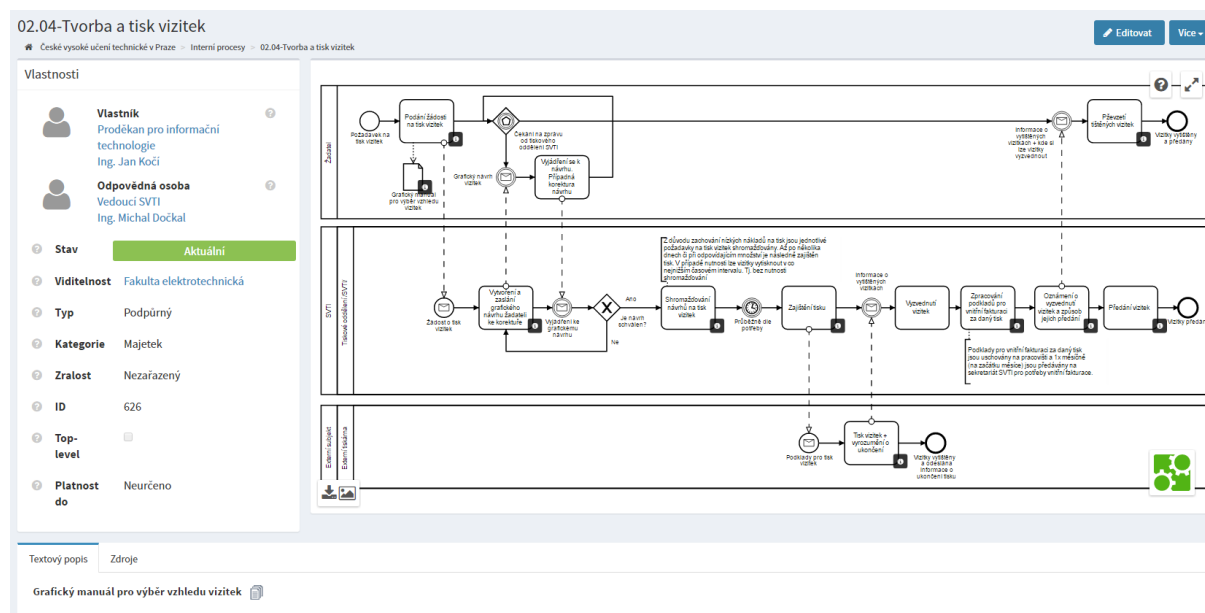 02.04-Tvorba a tisk vizitek
České vysoké učení technické v Praze > Interní procesy > 02.04-Tvorba a tisk vizitek
Editovat
Více
Vlastnosti
Vlastník
Proděkan pro informační
technologie
Ing. Jan Kočí
Odpovědná osoba
Vedoucí SVTI
Ing. Michal Dočkal
Stav
Aktuální
Viditelnost
Fakulta elektrotechnická
Typ
Podpůrný
Kategorie
Majetek
Zralost
Nezařazený
ID
626
Top-
level
Platnost
do
Neurčeno
Žadatel
Požadavek na
tisk vizitek
Podání žádosti
na tisk vizitek
Grafický manuál
pro výběr vzhledu
vizitek
Čekání na zprávu
od tiskového
oddělení SVTI
Grafický návrh
vizitek
Vyjádření se k
návrhu.
Případná
korektura
návrhu
Informace o
vytištěných
vizitkách + kde si
lze vizitky
vyzvednout
Převzetí
tištěných vizitek
Vizitky vytištěny
a předány
SVTI
Tiskové oddělení SVTI
Žádost o tisk
vizitek
Vytvoření a
zaslání
grafického
návrhu žadateli
ke korektuře
Vyjádření ke
grafickému
návrhu
Ano
Je návrh
schválen?
Ne
Z důvodu zachování nízkých nákladů na tisk jsou jednotlivé
požadavky na tisk vizitek shromažďovány. Až po několika
dnech či při odpovídajícím množství je následně zajištěn
tisk. V případě nutnosti lze vizitky vytisknout v co
nejnižším časovém intervalu. Tj. bez nutnosti
shromažďování
Shromažďování
návrhů na tisk
vizitek
Průběžně dle
potřeby
Zajištění tisku
Informace o
vytištěných
vizitkách
Vyzvednutí
vizitek
Zpracování
podkladů pro
vnitřní fakturaci
za daný tisk
Oznámení o
vyzvednutí
vizitek a způsob
jejich předání
Předání vizitek
Vizitky předány
Podklady pro vnitřní fakturaci za daný tisk
jsou uschovány na pracovišti a 1x měsíčně
(na začátku měsíce) jsou předávány na
sekretariát SVTI pro potřeby vnitřní fakturace.
Externí subjekt
Externí tiskárna
Podklady pro tisk
vizitek
Tisk vizitek +
vyrozumění o
ukončení
Vizitky vytištěny
a odeslána
informace o
ukončení tisku
Textový popis
Zdroje
Grafický manuál pro výběr vzhledu vizitek